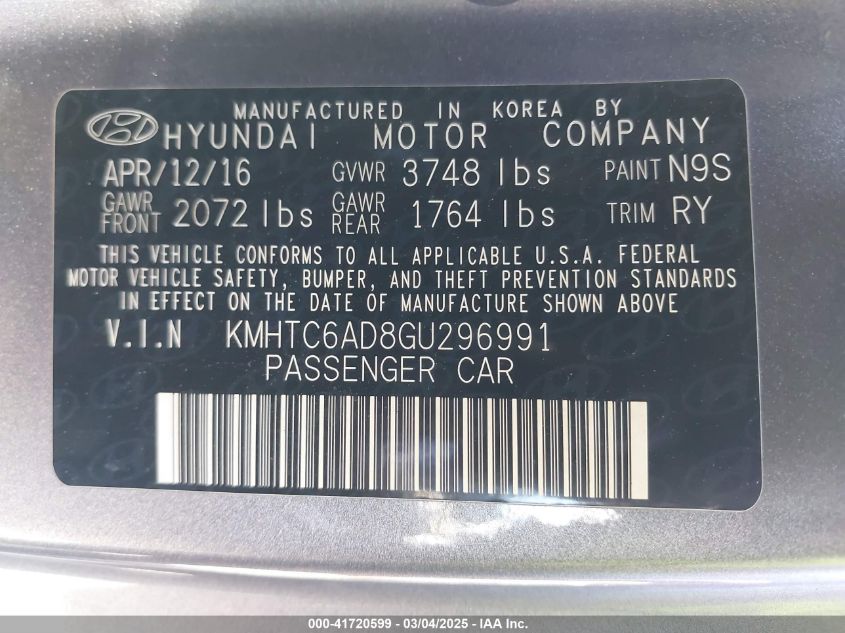 MANUFACTURED IN KOREA BY
HYUNDAI MOTOR COMPANY
APR/12/16 GVWR 3748 lbs PAINT N9S
GAWR FRONT 2072 lbs GAWR REAR 1764 lbs TRIM RY
THIS VEHICLE CONFORMS TO ALL APPLICABLE U.S.A. FEDERAL
MOTOR VEHICLE SAFETY, BUMPER, AND THEFT PREVENTION STANDARDS
IN EFFECT ON THE DATE OF MANUFACTURE SHOWN ABOVE
V.I.N KMHTC6AD8GU296991
PASSENGER CAR
000-41720599 - 03/04/2025 - IAA Inc.